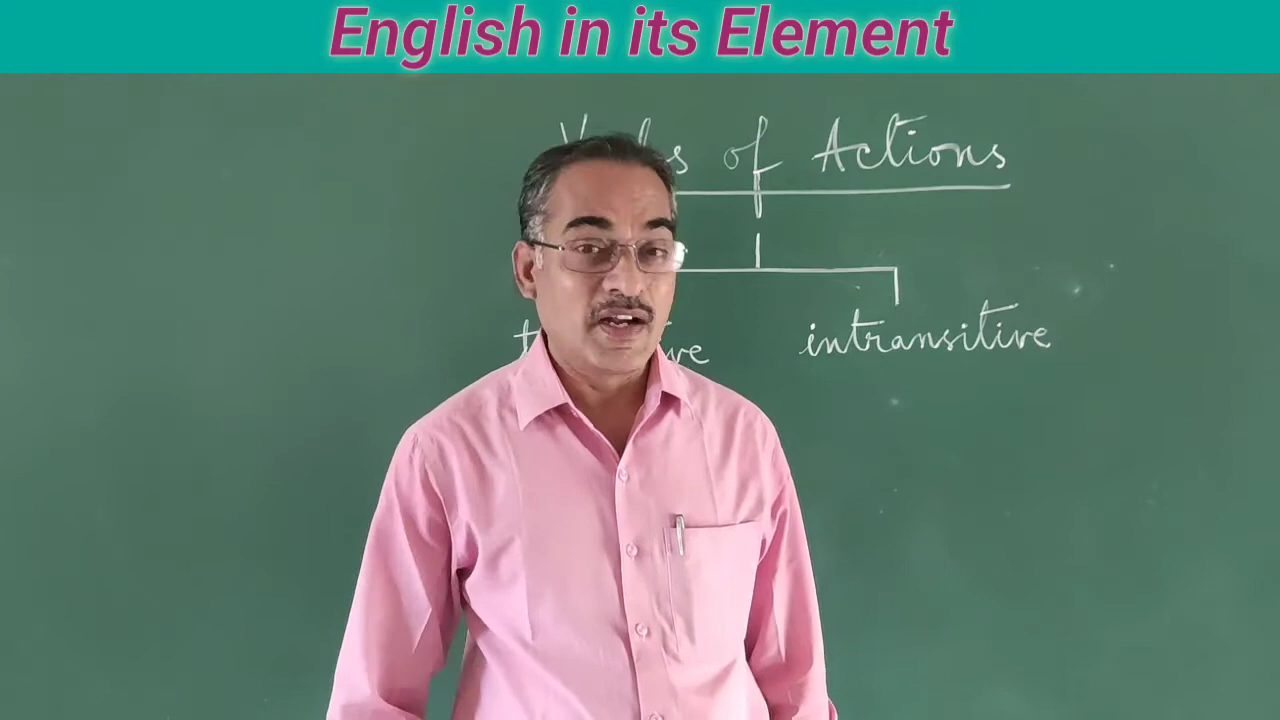 English in its Element
of Actions
intransitive